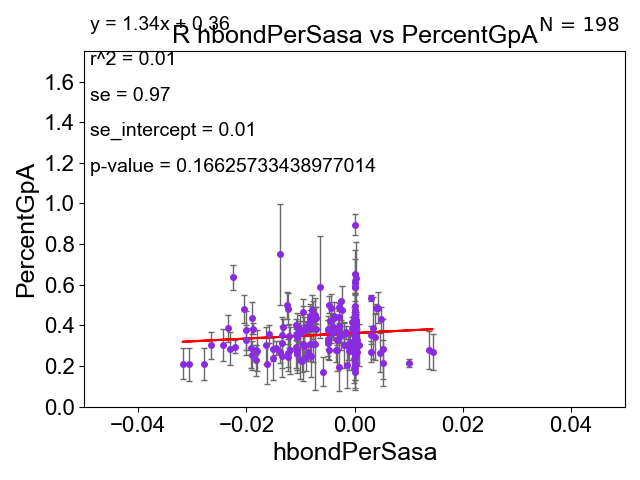 y = 1.34x + 0.36
N = 198
R hbondPerSasa vs PercentGpA
r^2 = 0.01
se = 0.97
se_intercept = 0.01
p-value = 0.16625733438977014
PercentGpA
1.6
1.4
1.2
1.0
0.8
0.6
0.4
0.2
0.0
−0.04 −0.02 0.00 0.02 0.04
hbondPerSasa